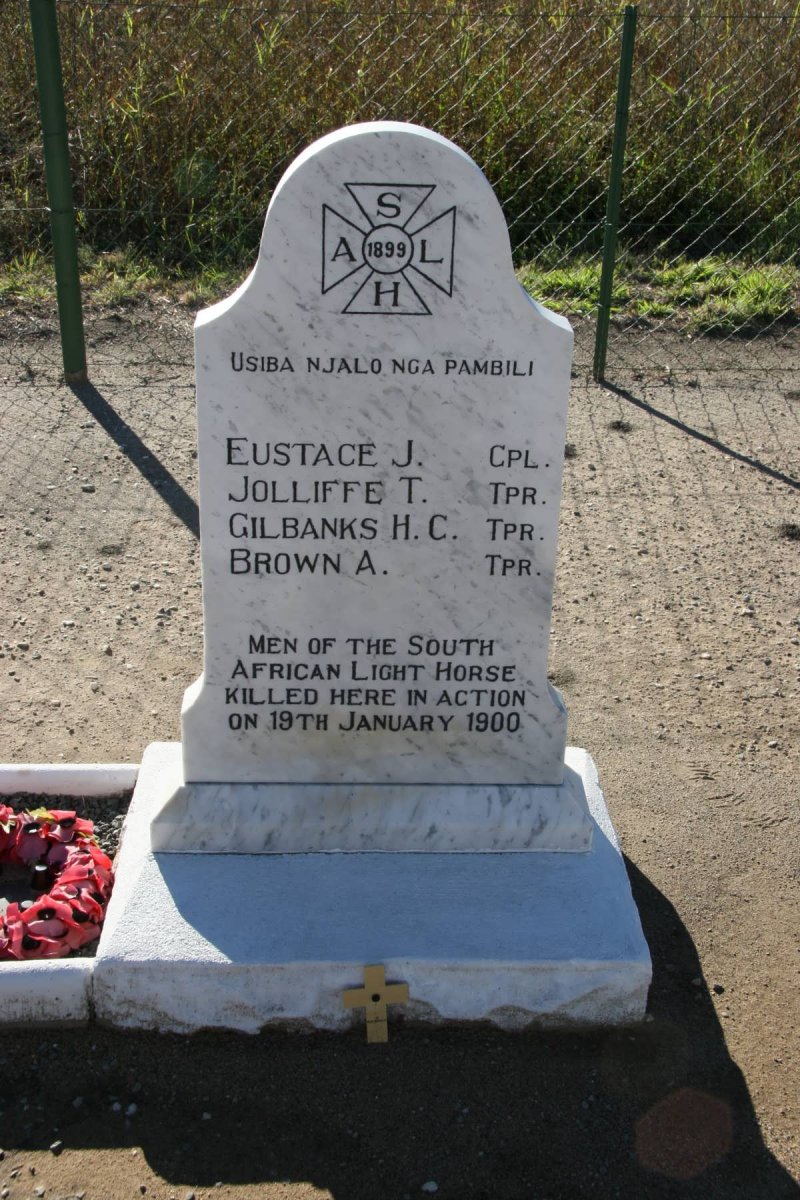 S
A 1899 L
H
USIBA NJALO NGA PAMBILI
EUSTACE J. CPL.
JOLLIFFE T. TPR.
GILBANKS H. C. TPR.
BROWN A. TPR.
MEN OF THE SOUTH
AFRICAN LIGHT HORSE
KILLED HERE IN ACTION
ON 19TH JANUARY 1900